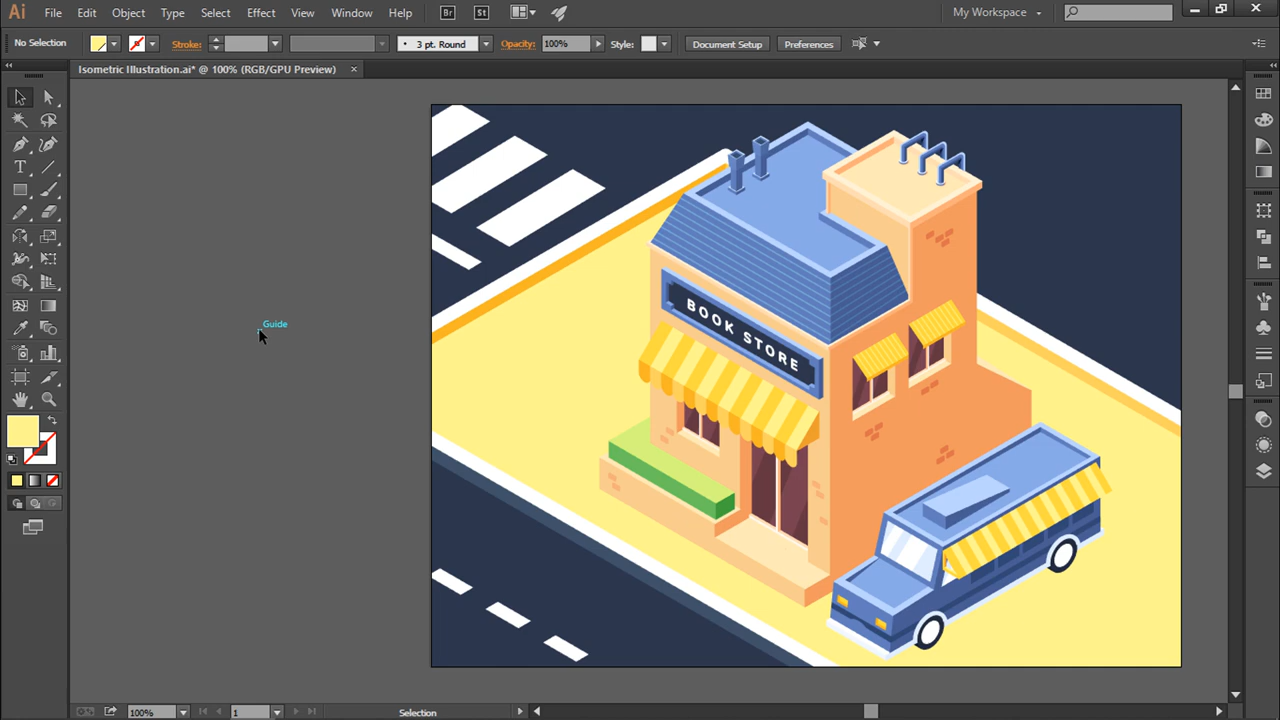 Ai File Edit Object Type Select Effect View Window Help Br St My Workspace
No Selection Stroke: 3 pt. Round Opacity: 100% Style: Document Setup Preferences
Isometric Illustration.ai* @ 100% (RGB/GPU Preview)
Guide
BOOK STORE
100% 1 Selection